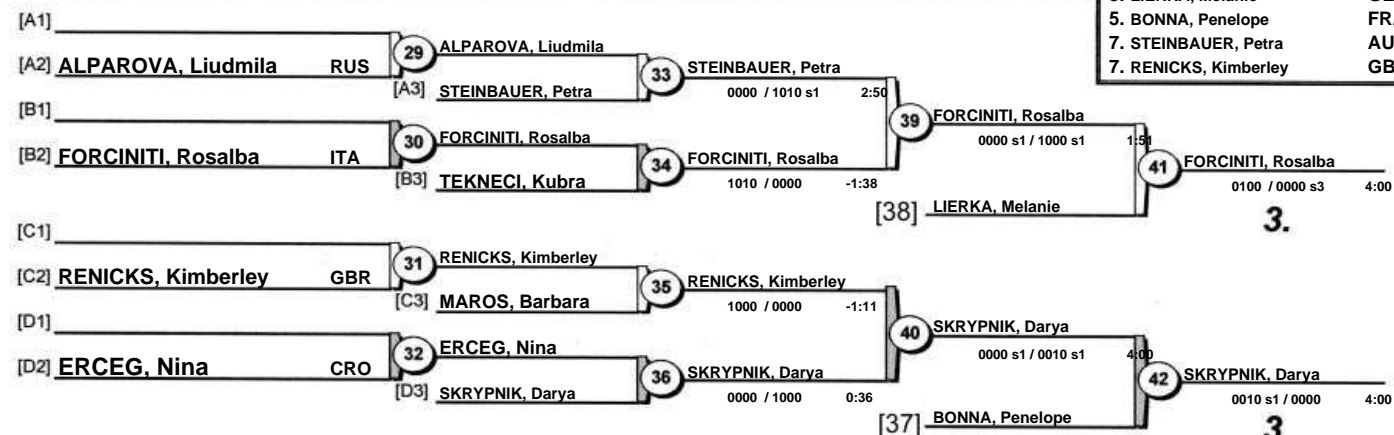 5. BONNA, Penelope FRA
7. STEINBAUER, Petra AU
7. RENICKS, Kimberley GB
[A1]
[A2] ALPAROVA, Liudmila RUS
29
ALPAROVA, Liudmila
[A3] STEINBAUER, Petra
33
STEINBAUER, Petra
0000 / 1010 s1 2:50
[B1]
[B2] FORCINITI, Rosalba ITA
30
FORCINITI, Rosalba
[B3] TEKNECI, Kubra
34
FORCINITI, Rosalba
1010 / 0000 -1:38
39
FORCINITI, Rosalba
0000 s1 / 1000 s1 1:51
[38] LIERKA, Melanie
41
FORCINITI, Rosalba
0100 / 0000 s3 4:00
3.
[C1]
[C2] RENICKS, Kimberley GBR
31
RENICKS, Kimberley
[C3] MAROS, Barbara
35
RENICKS, Kimberley
1000 / 0000 -1:11
[D1]
[D2] ERCEG, Nina CRO
32
ERCEG, Nina
[D3] SKRYPNIK, Darya
36
SKRYPNIK, Darya
0000 / 1000 0:36
40
SKRYPNIK, Darya
0000 s1 / 0010 s1 4:00
[37] BONNA, Penelope
42
SKRYPNIK, Darya
0010 s1 / 0000 4:00
3